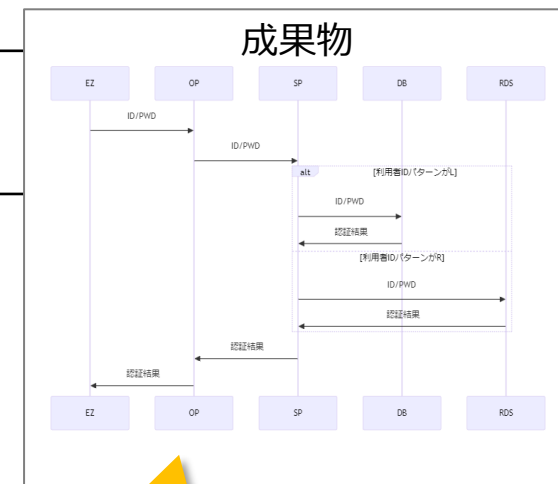 成果物
EZ OP SP DB RDS
ID/PWD
ID/PWD
alt [利用者IDパターンがL]
ID/PWD
認証結果
[利用者IDパターンがR]
ID/PWD
認証結果
認証結果
認証結果
EZ OP SP DB RDS